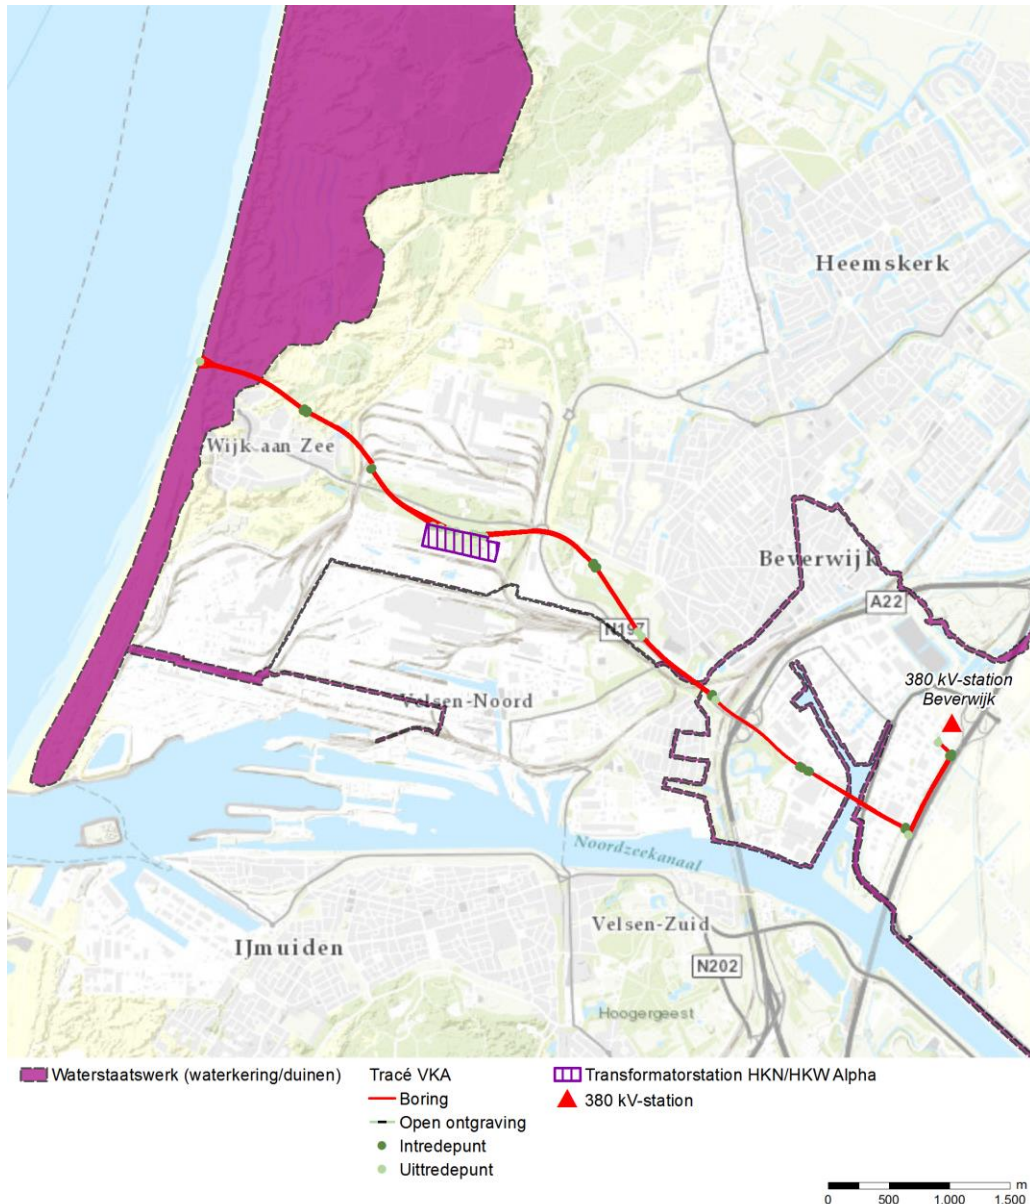 Heemskerk
Wijk aan Zee
Beverwijk
A22
N197
380 kV-station
Beverwijk
Velsen-Noord
Noordzeekanaal
Velsen-Zuid
IJmuiden
N202
Hoogergeest
Waterstaatswerk (waterkering/duinen)
Tracé VKA
Boring
Open ontgraving
Intredepunt
Uittredepunt
Transformatorstation HKN/HKW Alpha
380 kV-station
m
0 500 1.000 1.500